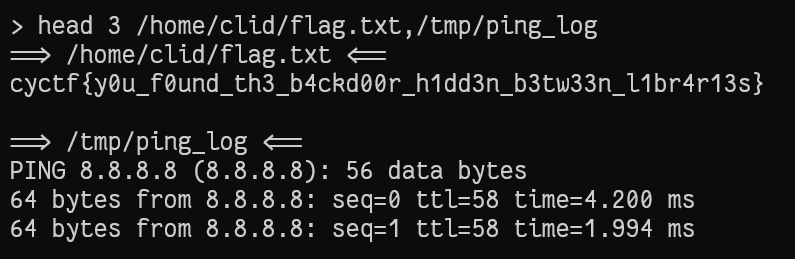 > head 3 /home/clid/flag.txt,/tmp/ping_log
==> /home/clid/flag.txt <==
cyctf{y0u_f0und_th3_b4ckd00r_h1dd3n_b3tw33n_l1br4r13s}
==> /tmp/ping_log <==
PING 8.8.8.8 (8.8.8.8): 56 data bytes
64 bytes from 8.8.8.8: seq=0 ttl=58 time=4.200 ms
64 bytes from 8.8.8.8: seq=1 ttl=58 time=1.994 ms